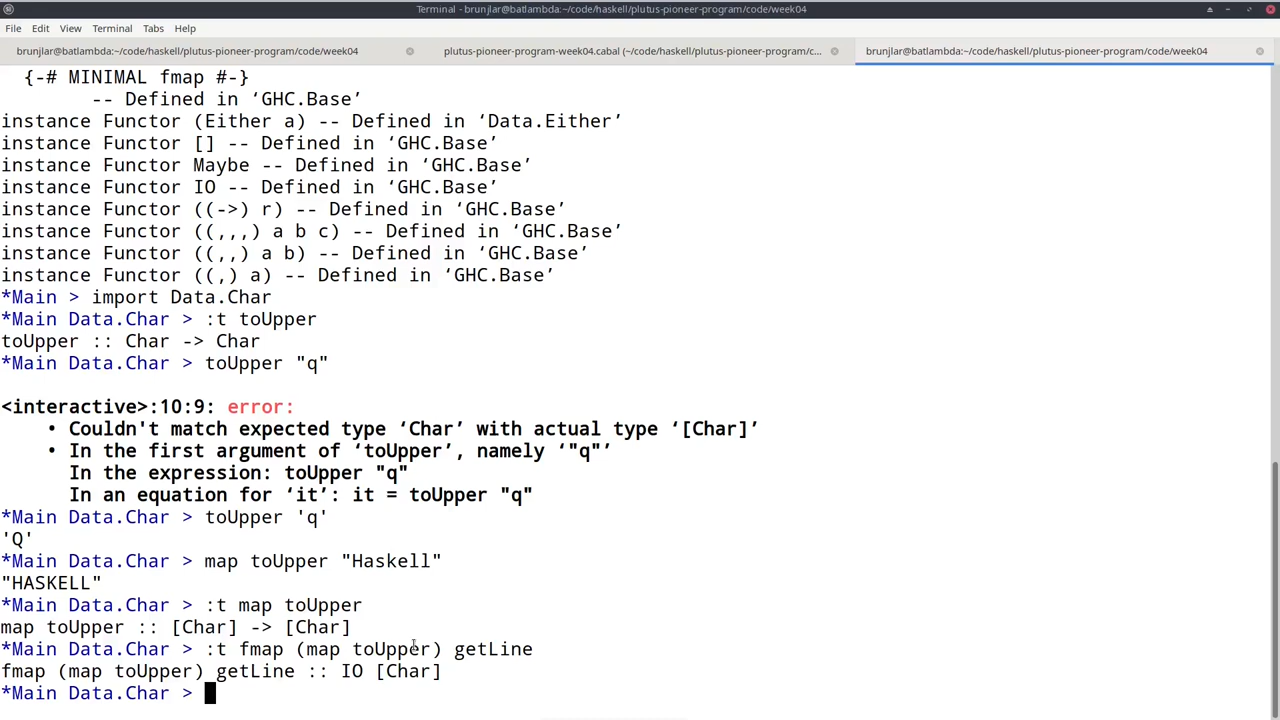 Terminal - brunjlar@batlambda:~/code/haskell/plutus-pioneer-program/code/week04
File Edit View Terminal Tabs Help
brunjlar@batlambda:~/code/haskell/plutus-pioneer-program/code/week04
plutus-pioneer-program-week04.cabal (~/code/haskell/plutus-pioneer-program/c...
brunjlar@batlambda:~/code/haskell/plutus-pioneer-program/code/week04
{-# MINIMAL fmap #-}
-- Defined in ‘GHC.Base’
instance Functor (Either a) -- Defined in ‘Data.Either’
instance Functor [] -- Defined in ‘GHC.Base’
instance Functor Maybe -- Defined in ‘GHC.Base’
instance Functor IO -- Defined in ‘GHC.Base’
instance Functor ((->) r) -- Defined in ‘GHC.Base’
instance Functor ((,,,) a b c) -- Defined in ‘GHC.Base’
instance Functor ((,,) a b) -- Defined in ‘GHC.Base’
instance Functor ((,) a) -- Defined in ‘GHC.Base’
*Main > import Data.Char
*Main Data.Char > :t toUpper
toUpper :: Char -> Char
*Main Data.Char > toUpper "q"
<interactive>:10:9: error:
• Couldn't match expected type ‘Char’ with actual type ‘[Char]’
• In the first argument of ‘toUpper’, namely ‘"q"’
In the expression: toUpper "q"
In an equation for ‘it’: it = toUpper "q"
*Main Data.Char > toUpper 'q'
'Q'
*Main Data.Char > map toUpper "Haskell"
"HASKELL"
*Main Data.Char > :t map toUpper
map toUpper :: [Char] -> [Char]
*Main Data.Char > :t fmap (map toUpper) getLine
fmap (map toUpper) getLine :: IO [Char]
*Main Data.Char >